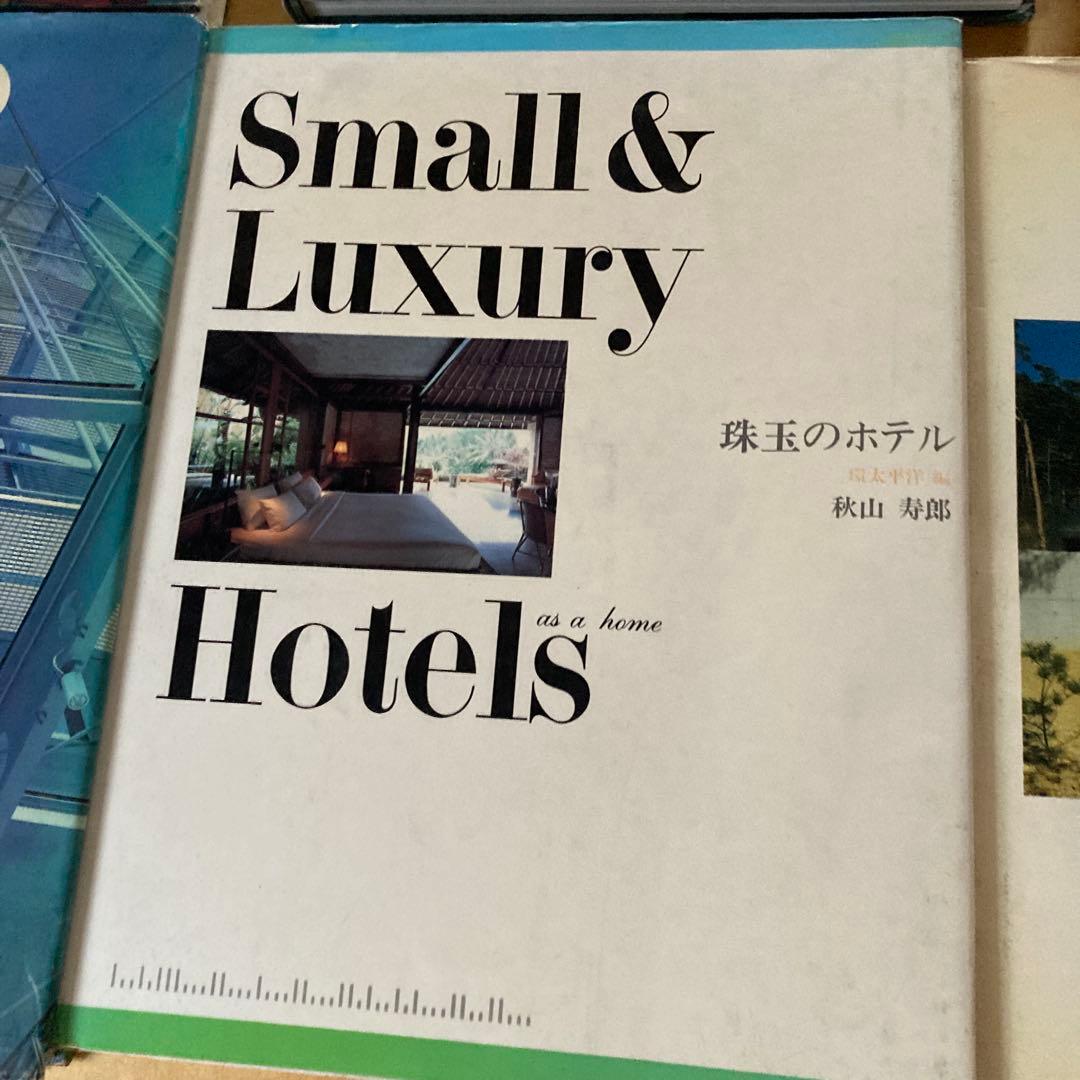 Small &
Luxury
珠玉のホテル
環太平洋 編
秋山 寿郎
as a home
Hotels